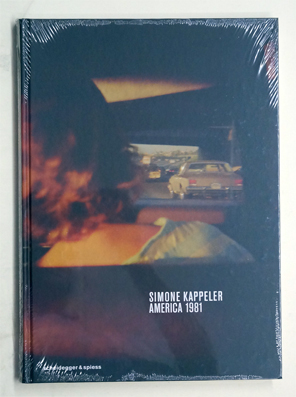 SIMONE KAPPELER
AMERICA 1981
scheidegger & spiess